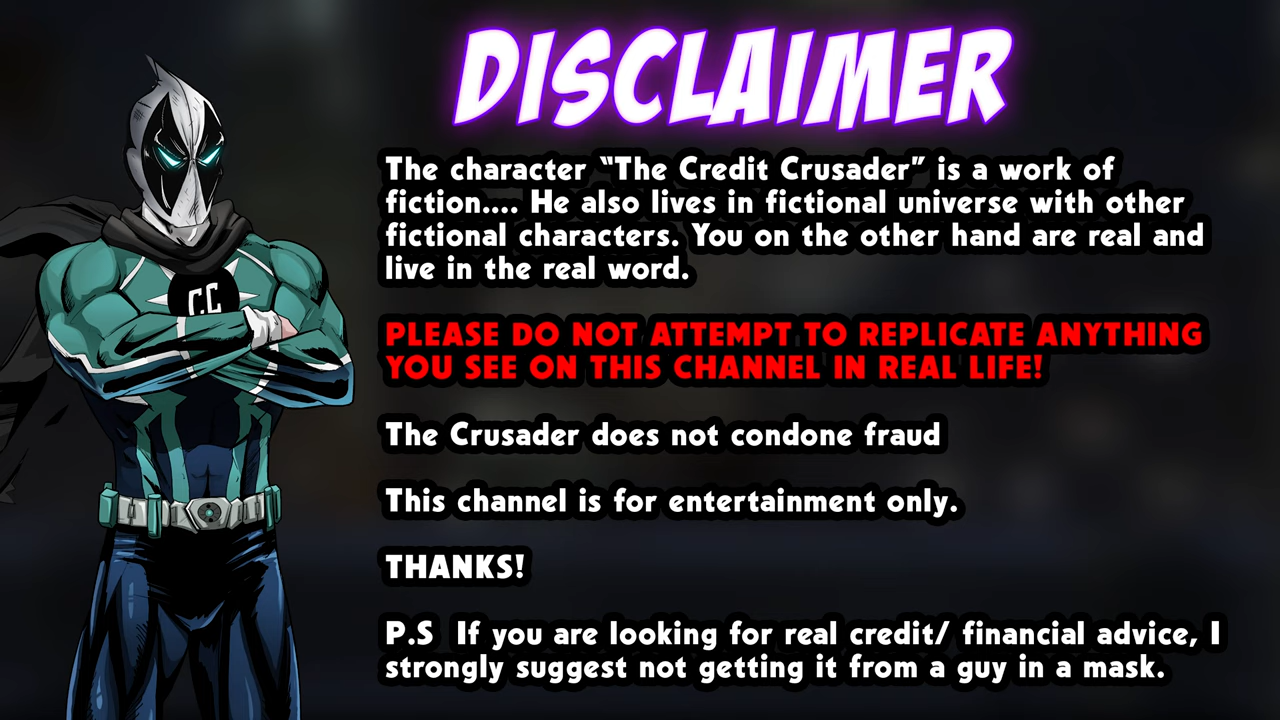 DISCLAIMER
The character “The Credit Crusader” is a work of
fiction.... He also lives in fictional universe with other
fictional characters. You on the other hand are real and
live in the real word.
PLEASE DO NOT ATTEMPT TO REPLICATE ANYTHING
YOU SEE ON THIS CHANNEL IN REAL LIFE!
The Crusader does not condone fraud
This channel is for entertainment only.
THANKS!
P.S  If you are looking for real credit/ financial advice, I
strongly suggest not getting it from a guy in a mask.
CC